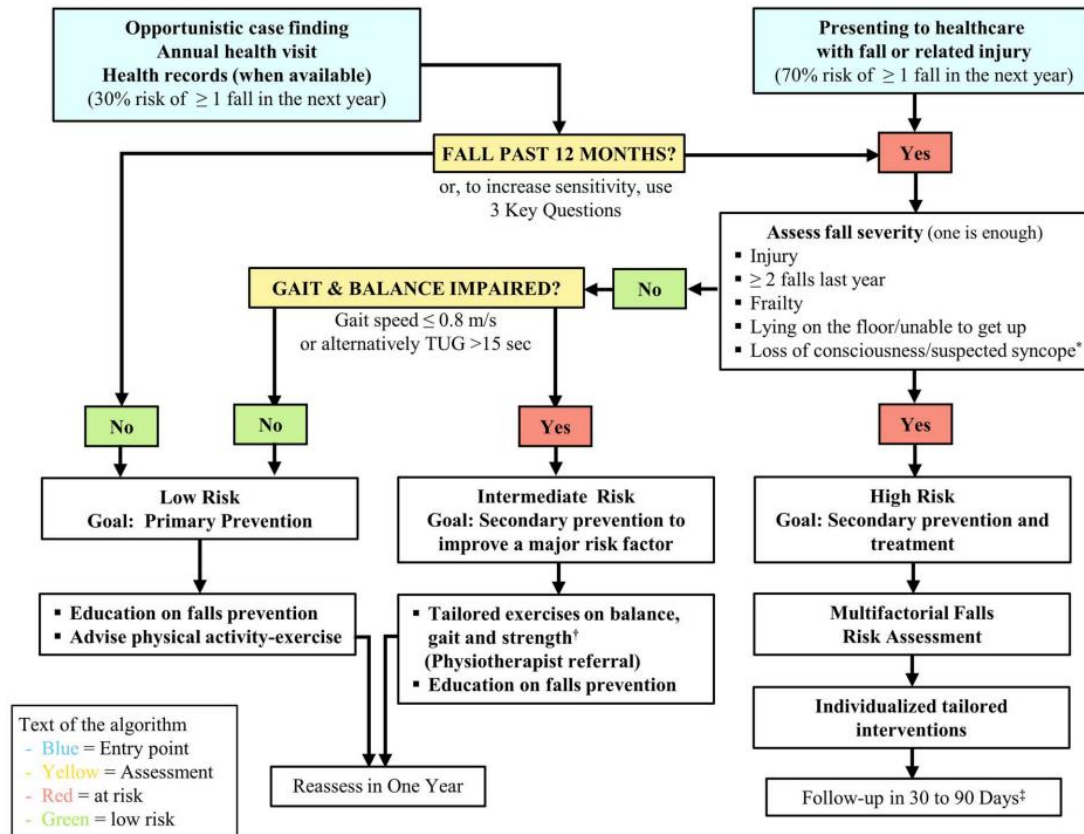 Opportunistic case finding
Annual health visit
Health records (when available)
(30% risk of ≥ 1 fall in the next year)
Presenting to healthcare
with fall or related injury
(70% risk of ≥ 1 fall in the next year)
FALL PAST 12 MONTHS?
or, to increase sensitivity, use
3 Key Questions
Yes
Assess fall severity (one is enough)
▪ Injury
▪ ≥ 2 falls last year
▪ Frailty
▪ Lying on the floor/unable to get up
▪ Loss of consciousness/suspected syncope*
No
GAIT & BALANCE IMPAIRED?
Gait speed ≤ 0.8 m/s
or alternatively TUG >15 sec
No
No
Yes
Yes
Low Risk
Goal: Primary Prevention
Intermediate Risk
Goal: Secondary prevention to
improve a major risk factor
High Risk
Goal: Secondary prevention and
treatment
▪ Education on falls prevention
▪ Advise physical activity-exercise
▪ Tailored exercises on balance,
gait and strength†
(Physiotherapist referral)
▪ Education on falls prevention
Multifactorial Falls
Risk Assessment
Individualized tailored
interventions
Text of the algorithm
- Blue = Entry point
- Yellow = Assessment
- Red = at risk
- Green = low risk
Reassess in One Year
Follow-up in 30 to 90 Days‡